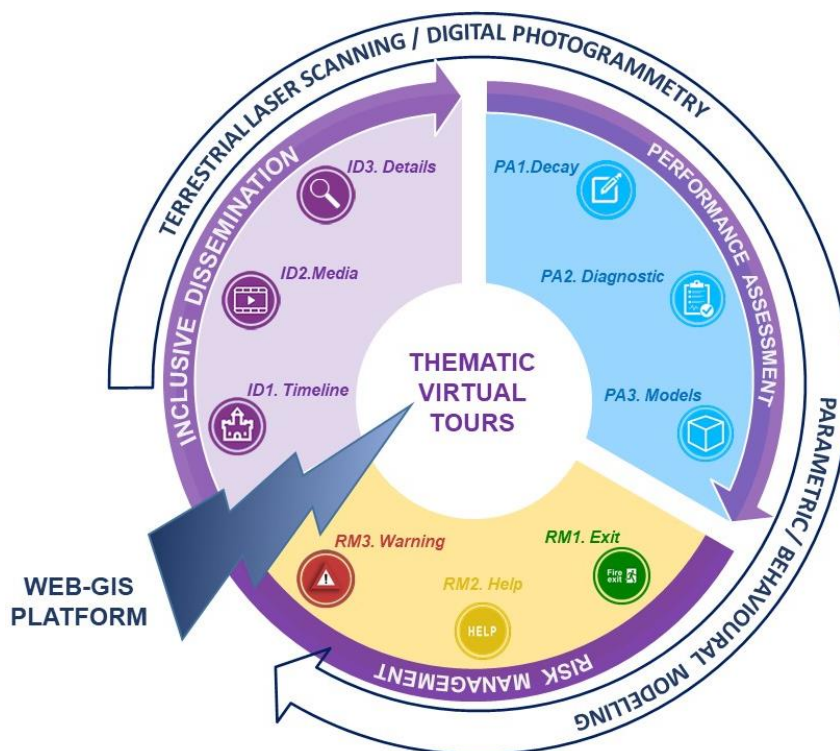 TERRESTRIAL LASER SCANNING / DIGITAL PHOTOGRAMMETRY
INCLUSIVE DISSEMINATION
PERFORMANCE ASSESSMENT
ID3. Details
PA1.Decay
ID2.Media
PA2. Diagnostic
ID1. Timeline
THEMATIC
VIRTUAL
TOURS
PA3. Models
PARAMETRIC/ BEHAVIOURAL MODELLING
RM3. Warning
RM1. Exit
Fire
exit
RM2. Help
HELP
RISK MANAGEMENT
WEB-GIS
PLATFORM